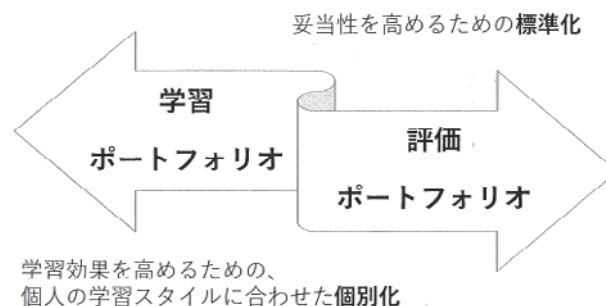 妥当性を高めるための標準化
学習
ポートフォリオ
評価
ポートフォリオ
学習効果を高めるための、
個人の学習スタイルに合わせた個別化